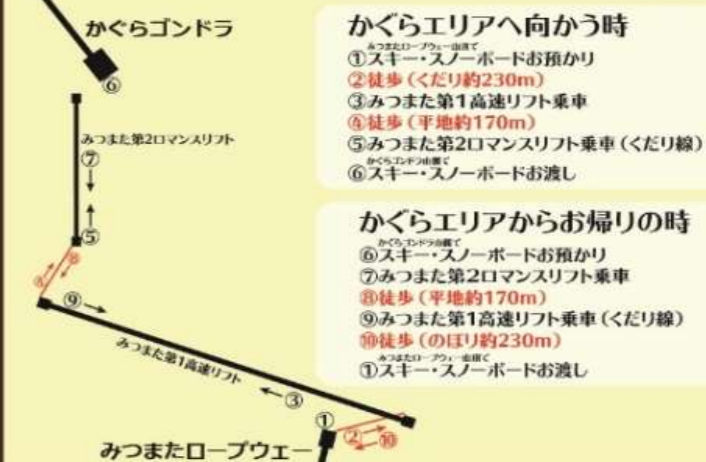 かぐらゴンドラ
⑥
みつまた第2ロマンスリフト
⑦
⑤
④
⑧
⑨
みつまた第1高速リフト
③
①
②
⑩
みつまたロープウェー
かぐらエリアへ向かう時
みつまたロープウェー山頂で
①スキー・スノーボードお預かり
②徒歩(くだり約230m)
③みつまた第1高速リフト乗車
④徒歩(平地約170m)
⑤みつまた第2ロマンスリフト乗車(くだり線)
かぐらゴンドラ山麓で
⑥スキー・スノーボードお渡し
かぐらエリアからお帰りの時
かぐらゴンドラ山麓で
⑥スキー・スノーボードお預かり
⑦みつまた第2ロマンスリフト乗車
⑧徒歩(平地約170m)
⑨みつまた第1高速リフト乗車(くだり線)
⑩徒歩(のぼり約230m)
みつまたロープウェー山頂で
①スキー・スノーボードお渡し